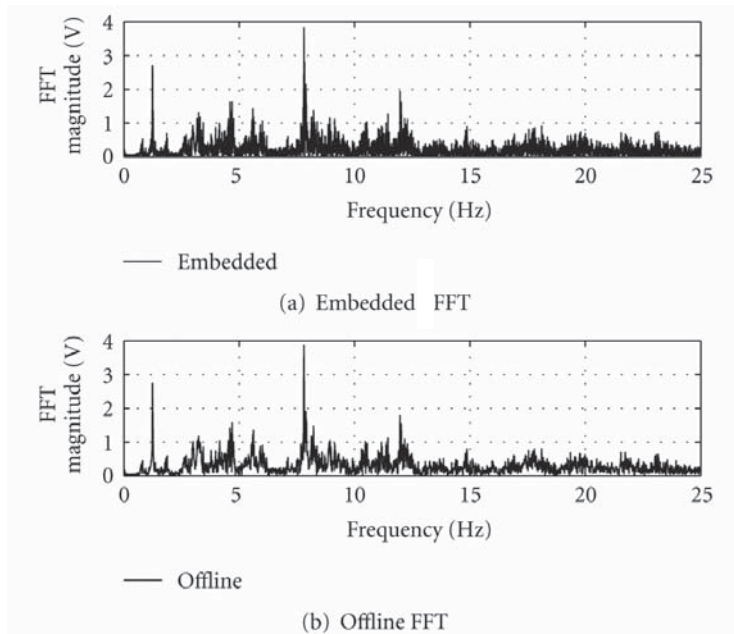 FFT
magnitude (V)
4
3
2
1
0
0 5 10 15 20 25
Frequency (Hz)
Embedded
(a) Embedded FFT
FFT
magnitude (V)
4
3
2
1
0
0 5 10 15 20 25
Frequency (Hz)
Offline
(b) Offline FFT